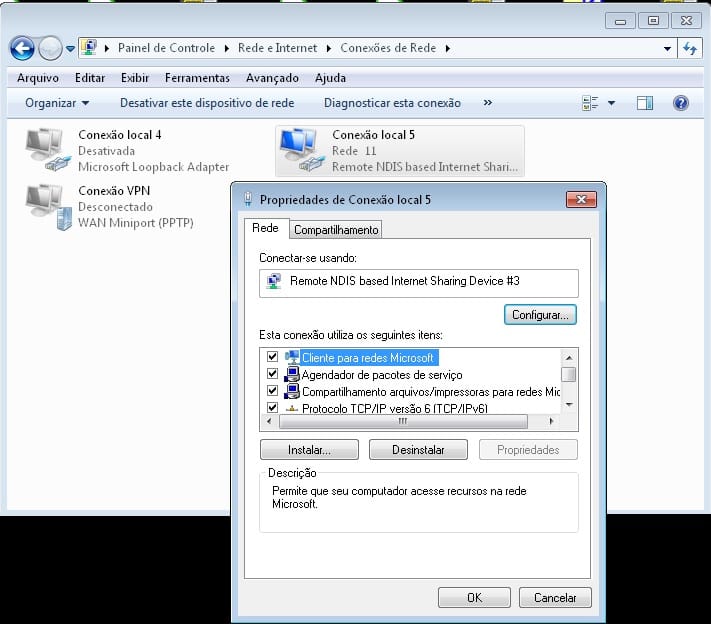 Painel de Controle Rede e Internet Conexões de Rede
Arquivo Editar Exibir Ferramentas Avançado Ajuda
Organizar Desativar este dispositivo de rede Diagnosticar esta conexão »
Conexão local 4
Desativada
Microsoft Loopback Adapter
Conexão local 5
Rede 11
Remote NDIS based Internet Shari...
Conexão VPN
Desconectado
WAN Miniport (PPTP)
Propriedades de Conexão local 5
Rede Compartilhamento
Conectar-se usando:
Remote NDIS based Internet Sharing Device #3
Configurar...
Esta conexão utiliza os seguintes itens:
Cliente para redes Microsoft
Agendador de pacotes de serviço
Compartilhamento arquivos/impressoras para redes Mic
Protocolo TCP/IP versão 6 (TCP/IPv6)
Instalar... Desinstalar Propriedades
Descrição
Permite que seu computador acesse recursos na rede
Microsoft.
OK Cancelar